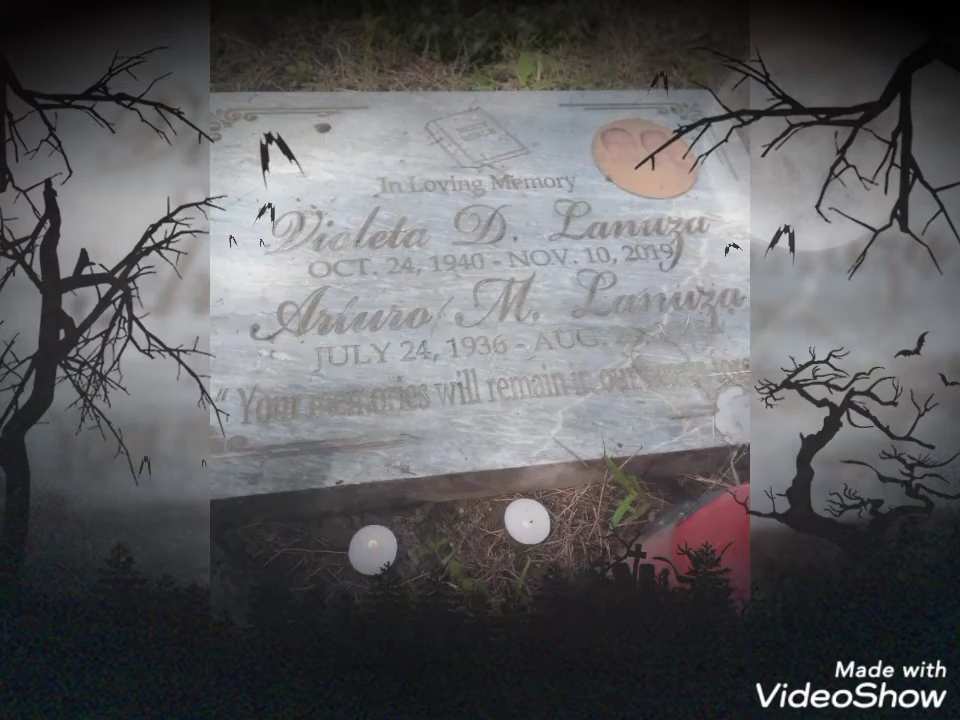 In Loving Memory
Violeta D. Lanuza
OCT. 24, 1940 - NOV. 10, 2019
Arturo M. Lanuza
JULY 24, 1936 - AUG.
" Your memories will remain in our
Made with
VideoShow